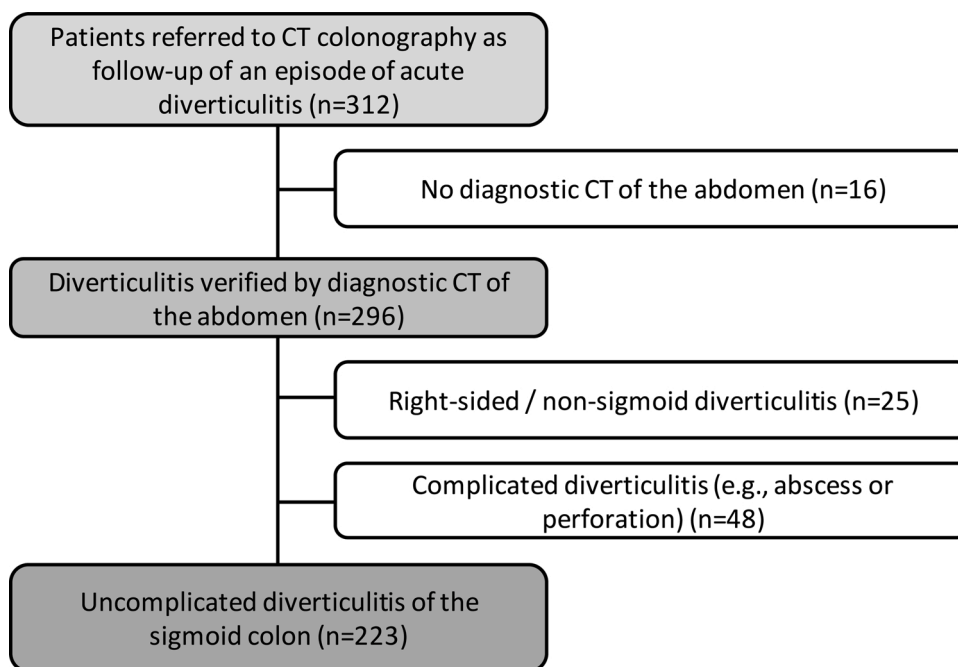 Patients referred to CT colonography as
follow-up of an episode of acute
diverticulitis (n=312)
No diagnostic CT of the abdomen (n=16)
Diverticulitis verified by diagnostic CT of
the abdomen (n=296)
Right-sided / non-sigmoid diverticulitis (n=25)
Complicated diverticulitis (e.g., abscess or
perforation) (n=48)
Uncomplicated diverticulitis of the
sigmoid colon (n=223)